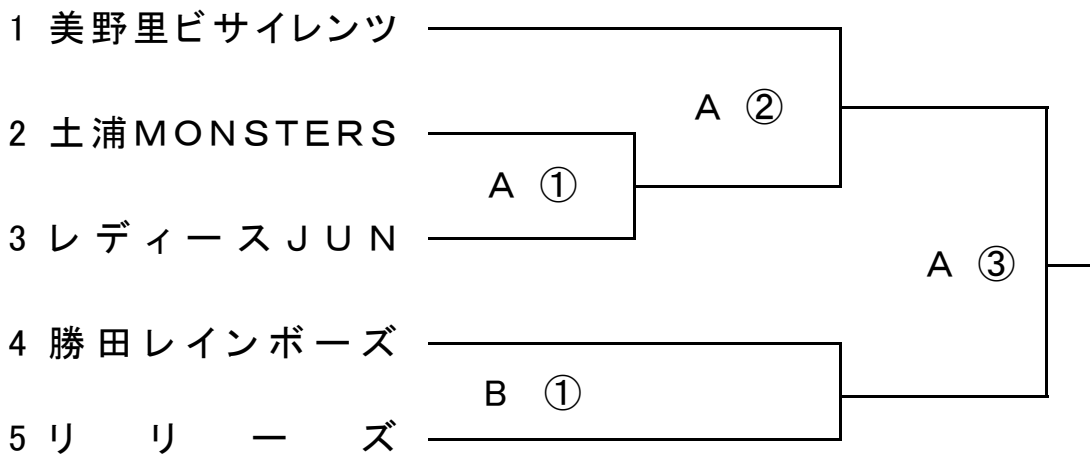 1 美野里ビサイレンツ
A ②
2 土浦MONSTERS
A ①
3 レディースJUN
A ③
4 勝田レインボーズ
B ①
5 リリーズ